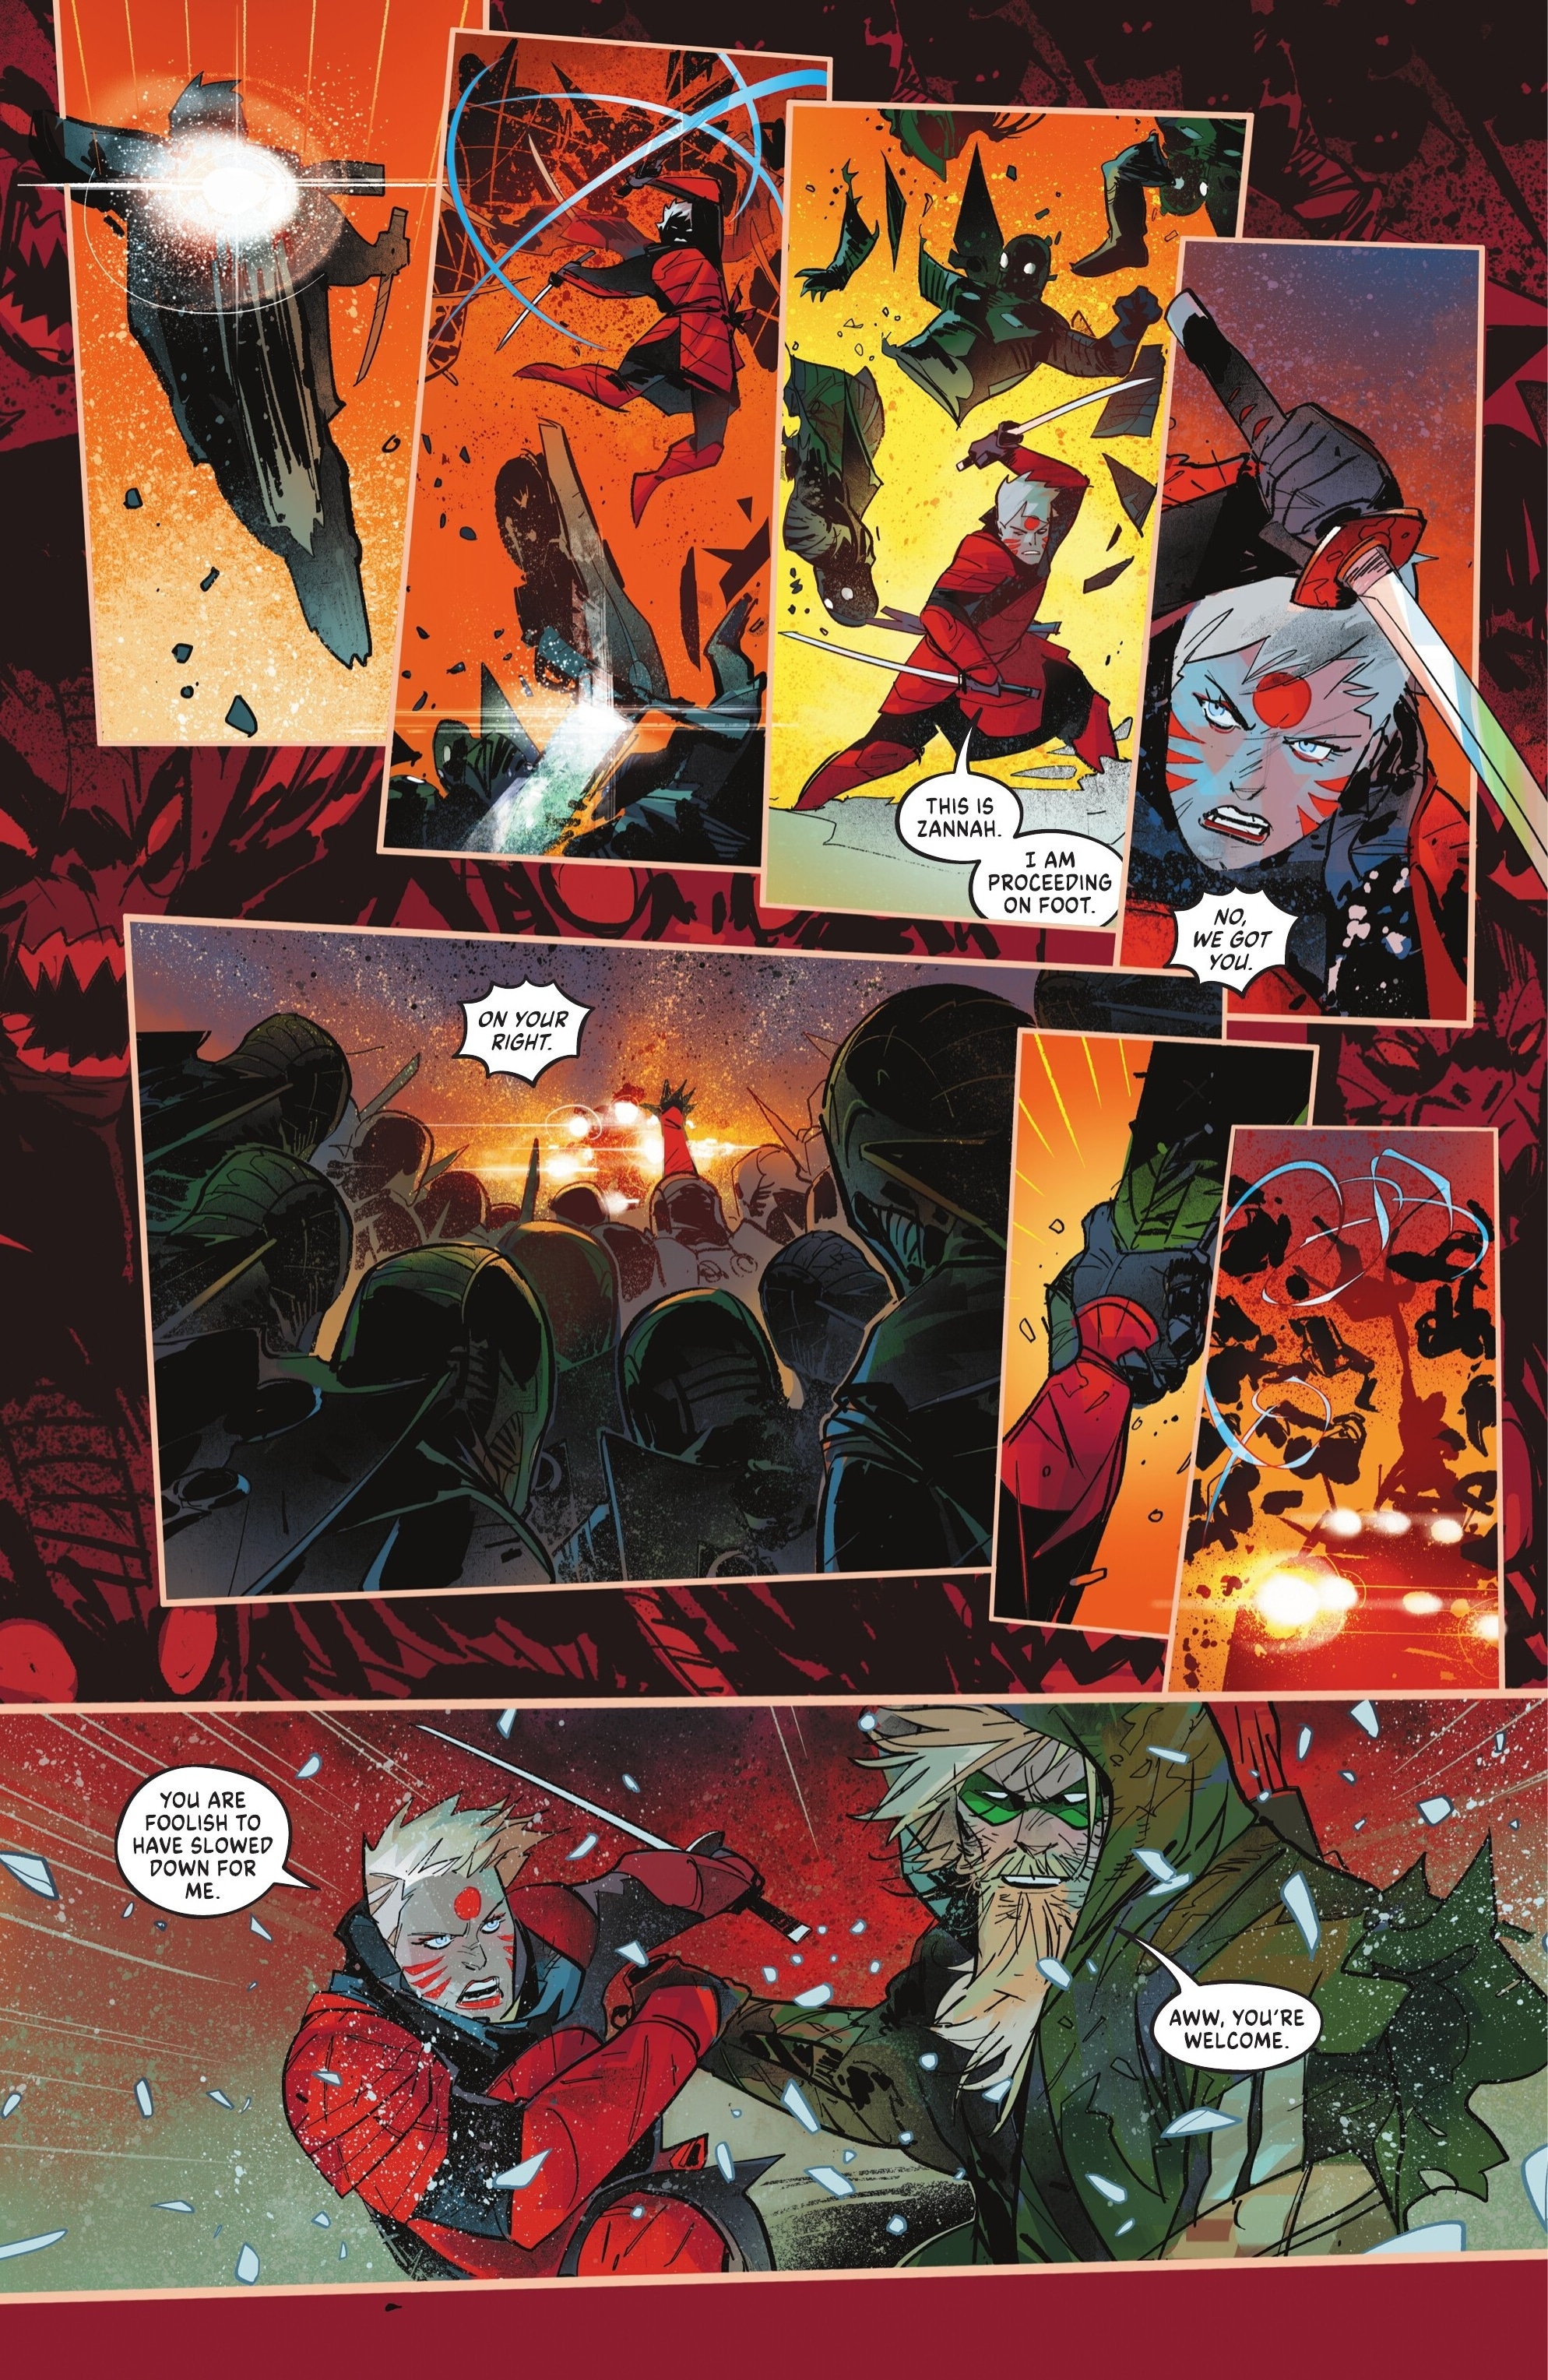 THIS IS
ZANNAH.
I AM
PROCEEDING
ON FOOT.
NO,
WE GOT
YOU.
ON YOUR
RIGHT.
YOU ARE
FOOLISH TO
HAVE SLOWED
DOWN FOR
ME.
AWW, YOU'RE
WELCOME.